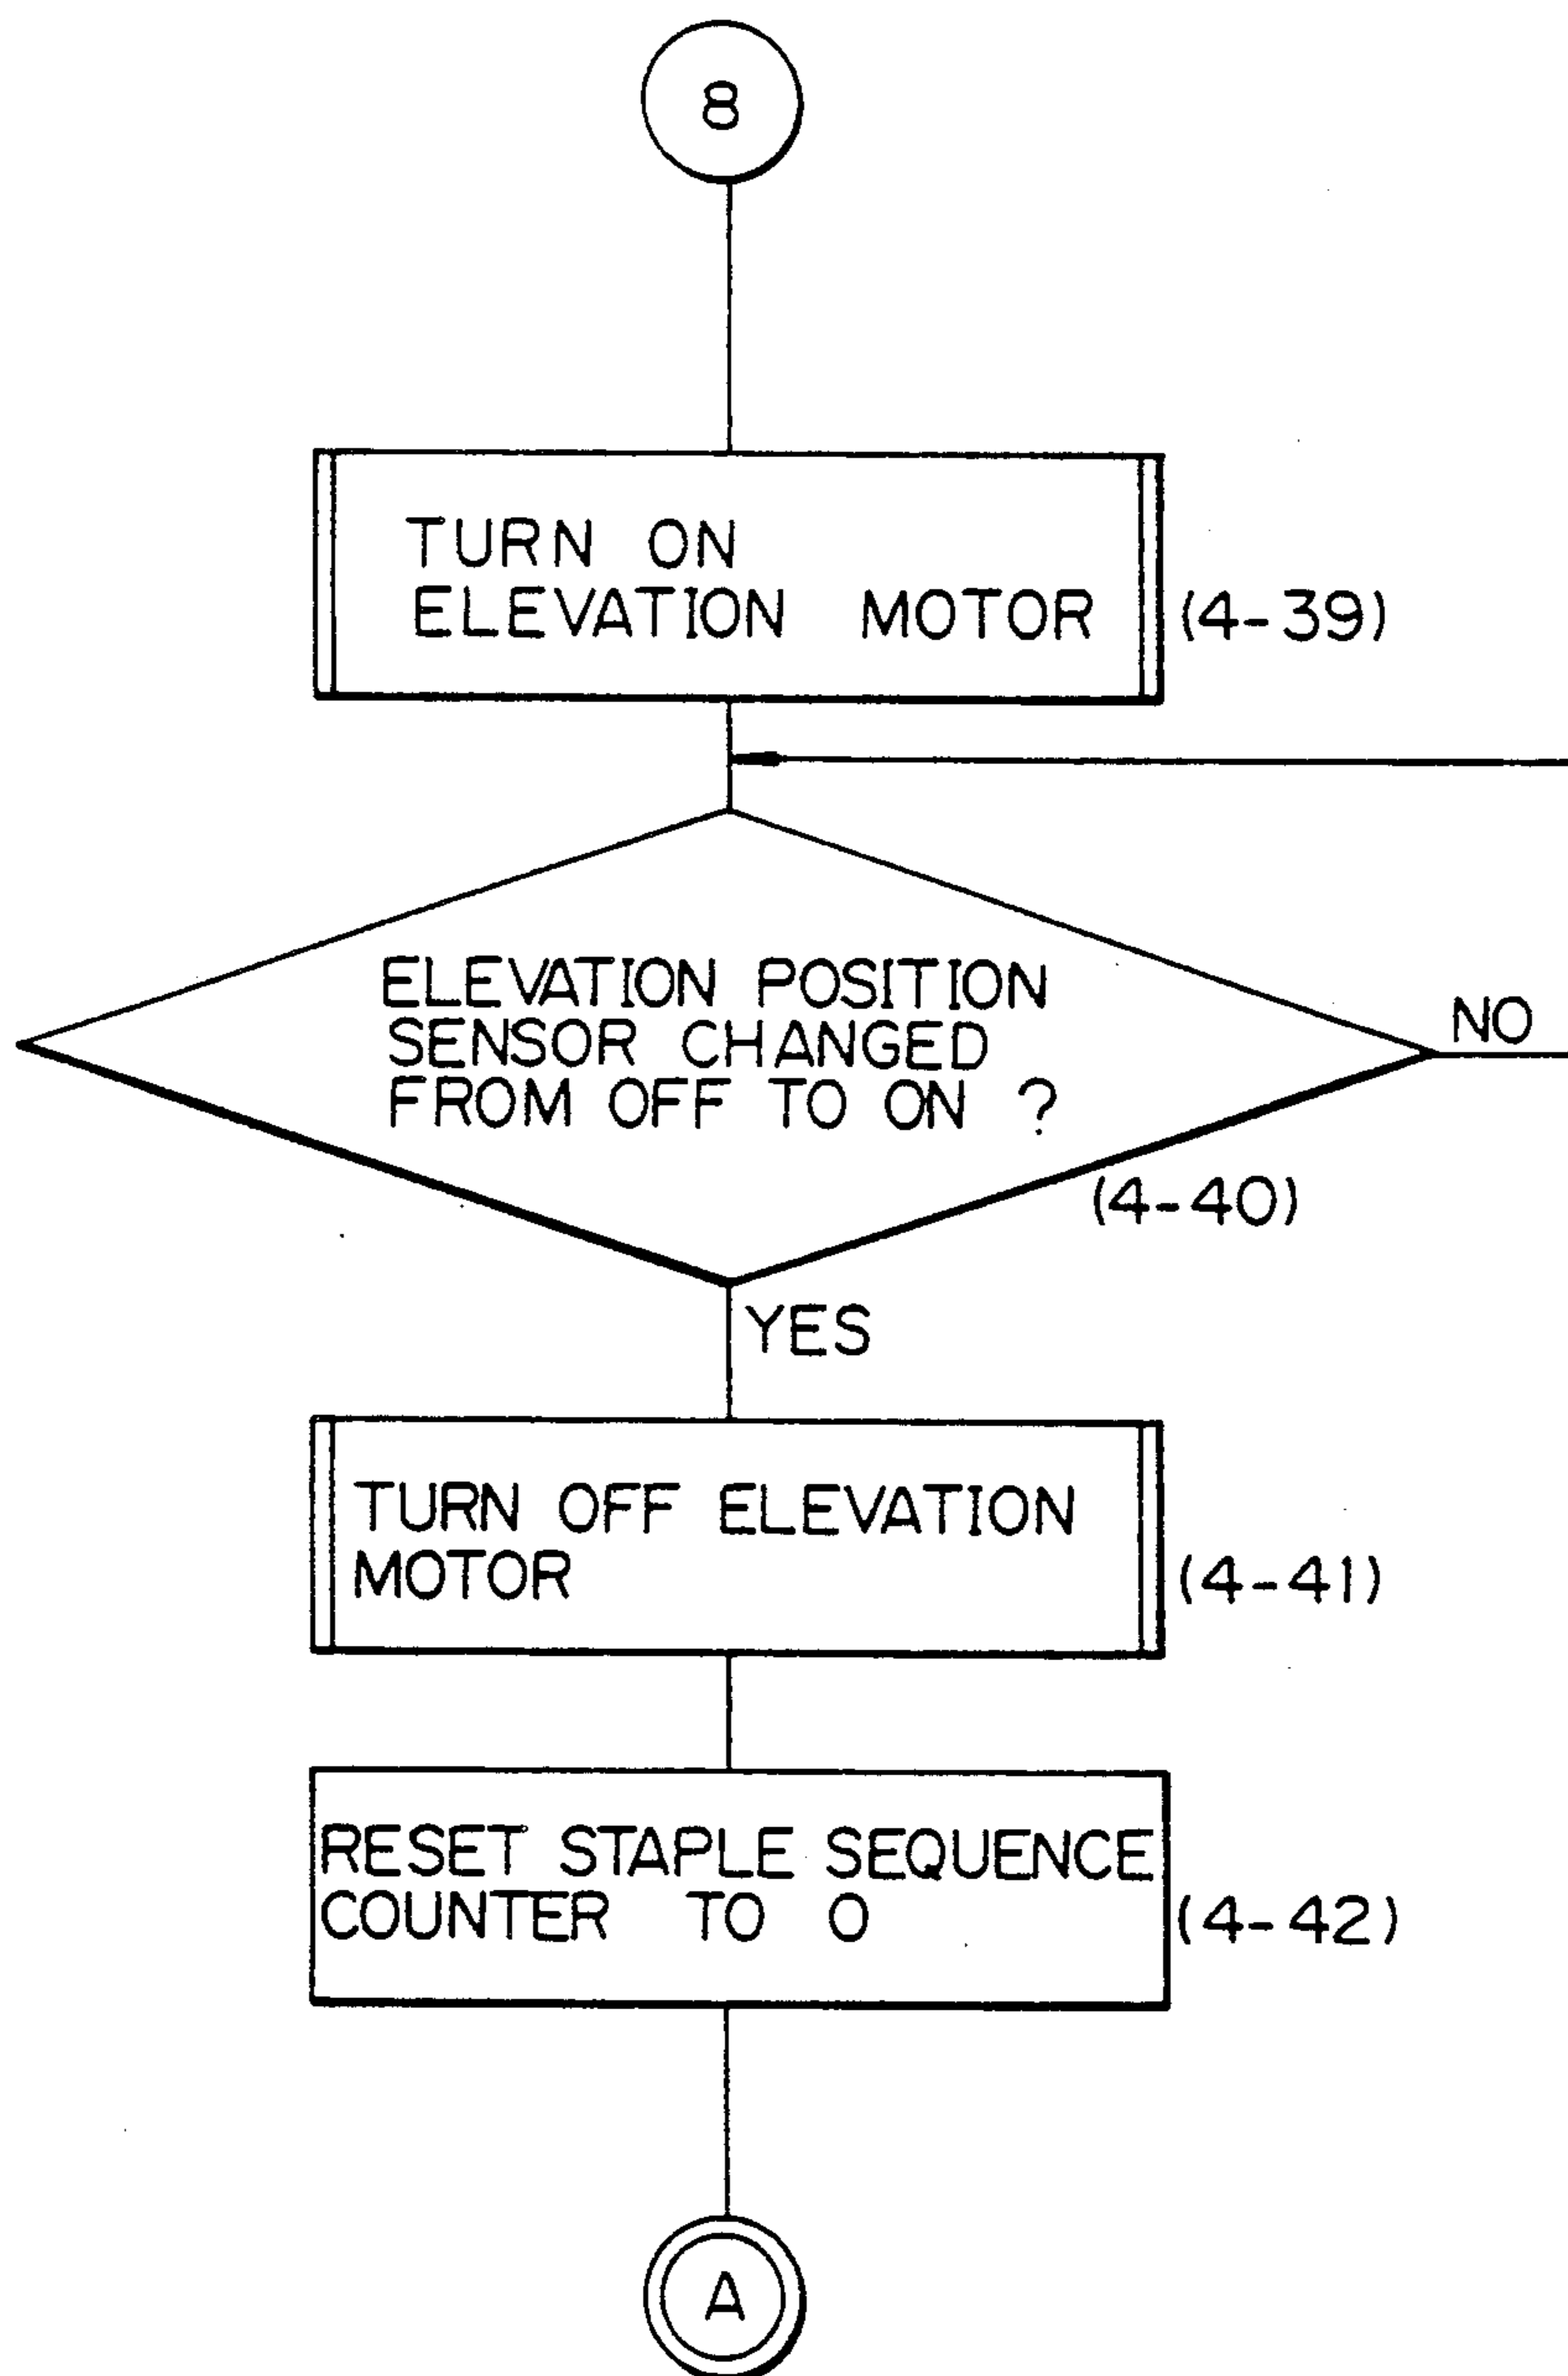 8
TURN ON
ELEVATION MOTOR
(4-39)
ELEVATION POSITION
SENSOR CHANGED
FROM OFF TO ON ?
NO
(4-40)
YES
TURN OFF ELEVATION
MOTOR
(4-41)
RESET STAPLE SEQUENCE
COUNTER TO 0
(4-42)
A